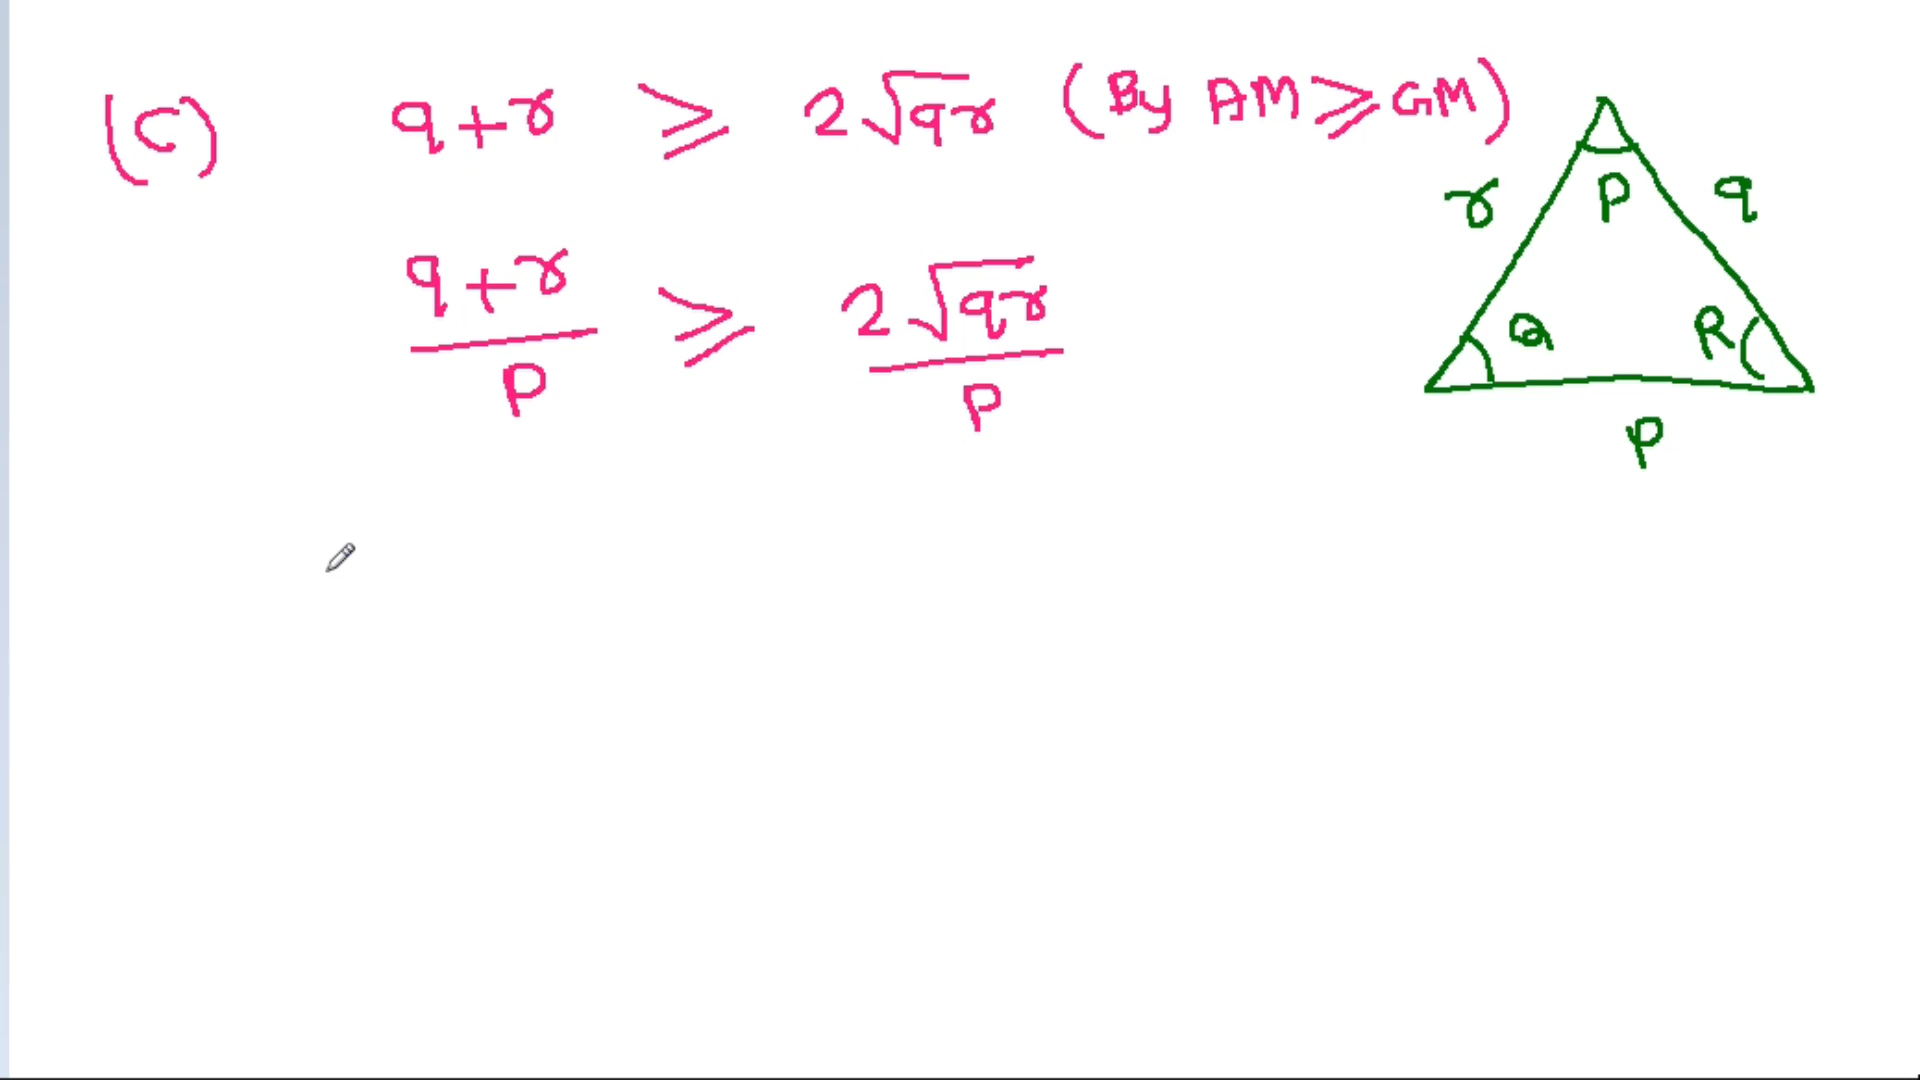 (C) q+r ≥ 2√qr (By AM ≥ GM)
(q+r)/p ≥ 2√qr/p
P
r q
Q R
p